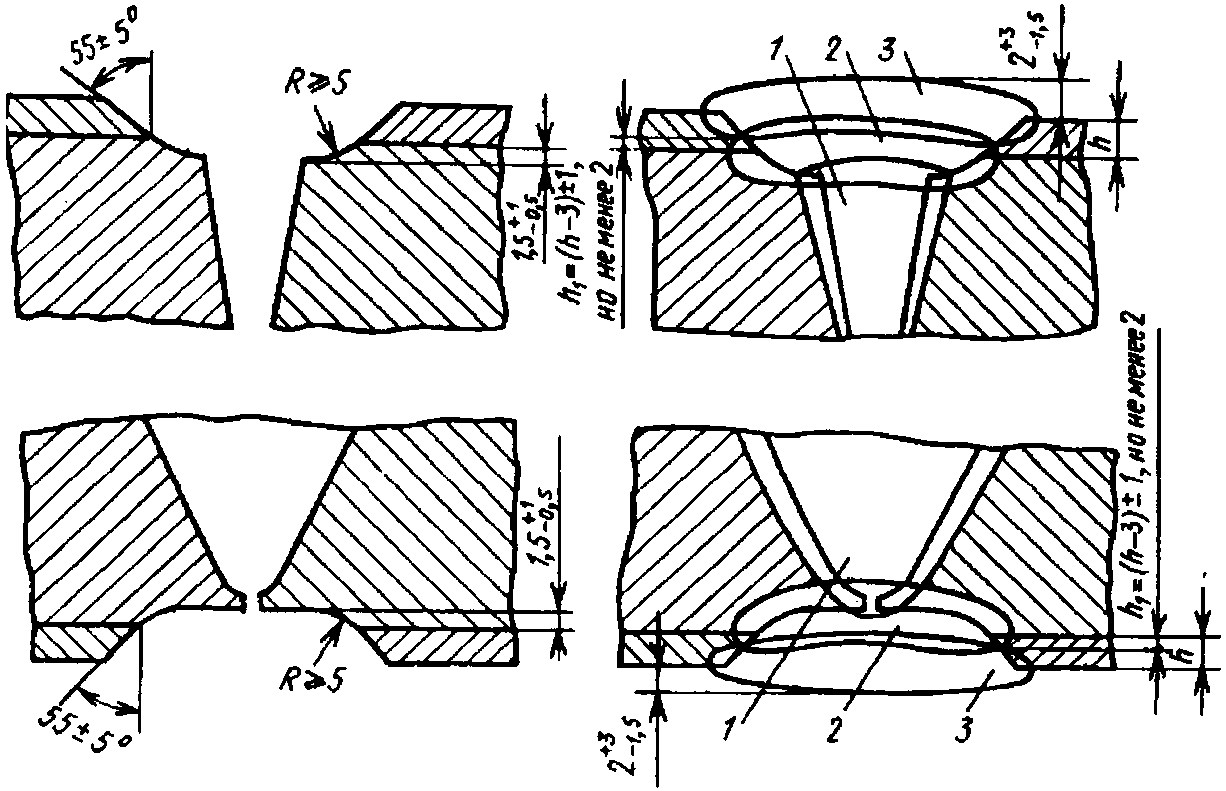 55±5°
R⩾5
1,5+1−0,5
h₁=(h−3)±1,
но не менее 2
1
2
3
2+3−1,5
h
55±5°
R⩾5
1,5+1−0,5
1
2
3
2+3−1,5
h₁=(h−3)±1, но не менее 2
h